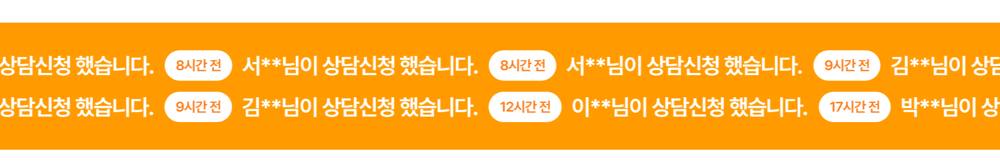 상담신청 했습니다. 8시간 전 서**님이 상담신청 했습니다. 8시간 전 서**님이 상담신청 했습니다. 9시간 전 김**님이 상담
상담신청 했습니다. 9시간 전 김**님이 상담신청 했습니다. 12시간 전 이**님이 상담신청 했습니다. 17시간 전 박**님이 상